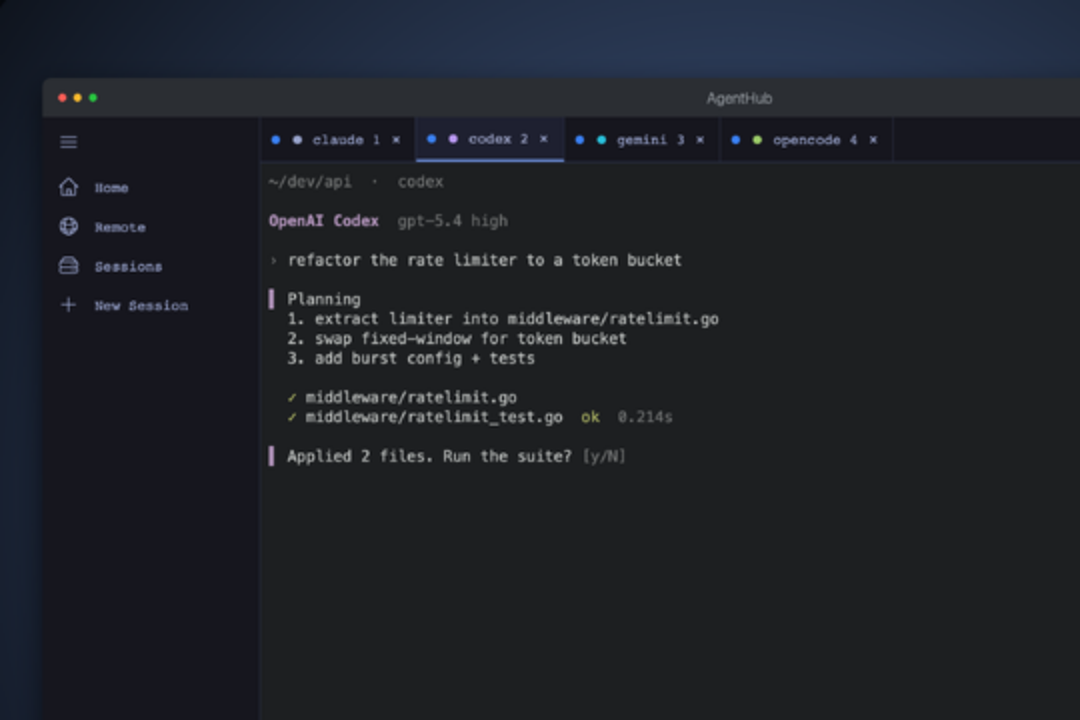 AgentHub
claude 1 ×
codex 2 ×
gemini 3 ×
opencode 4 ×
Home
Remote
Sessions
New Session
~/dev/api · codex
OpenAI Codex gpt-5.4 high
› refactor the rate limiter to a token bucket
Planning
1. extract limiter into middleware/ratelimit.go
2. swap fixed-window for token bucket
3. add burst config + tests
✓ middleware/ratelimit.go
✓ middleware/ratelimit_test.go ok 0.214s
Applied 2 files. Run the suite? [y/N]